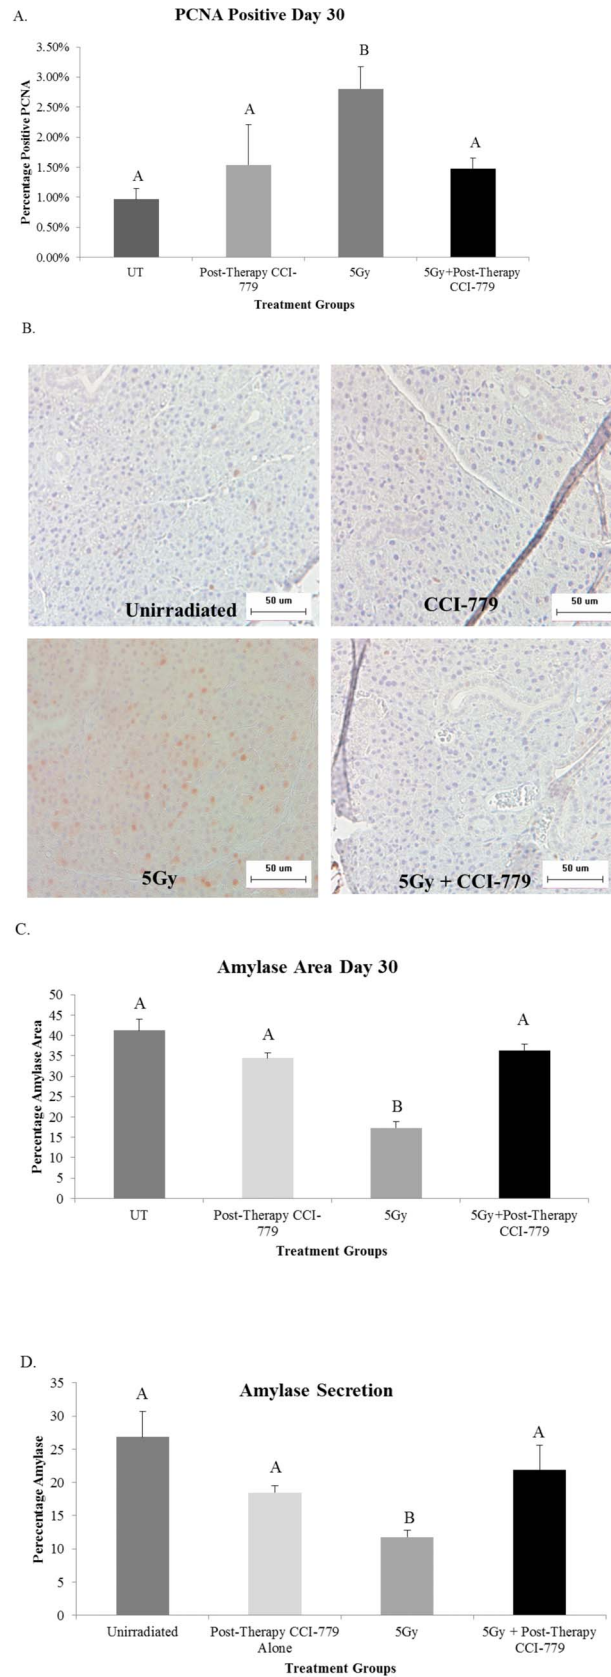 A.
PCNA Positive Day 30
3.50%
3.00%
2.50%
2.00%
1.50%
1.00%
0.50%
0.00%
Percentage Positive PCNA
A
A
B
A
UT
Post-Therapy CCI-
779
5Gy
5Gy+Post-Therapy
CCI-779
Treatment Groups
B.
Unirradiated
50 um
CCI-779
50 um
5Gy
50 um
5Gy + CCI-779
50 um
C.
Amylase Area Day 30
50
45
40
35
30
25
20
15
10
5
0
Percentage Amylase Area
A
A
B
A
UT
Post-Therapy CCI-
779
5Gy
5Gy+Post-Therapy
CCI-779
Treatment Groups
D.
Amylase Secretion
35
30
25
20
15
10
5
0
Perecentage Amylase
A
A
B
A
Unirradiated
Post-Therapy CCI-779
Alone
5Gy
5Gy + Post-Therapy
CCI-779
Treatment Groups